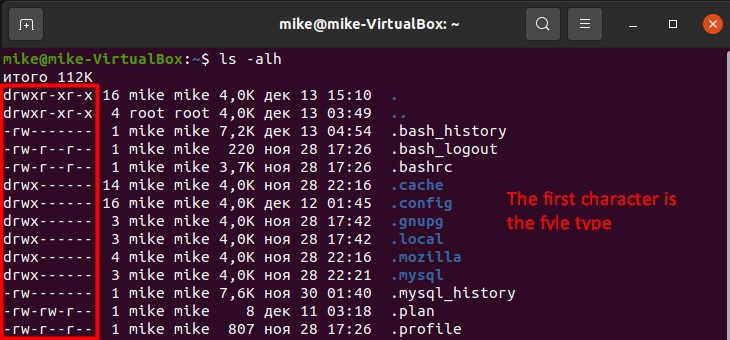 mike@mike-VirtualBox: ~
mike@mike-VirtualBox:~$ ls -alh
итого 112K
drwxr-xr-x 16 mike mike 4,0K дек 13 15:10 .
drwxr-xr-x 4 root root 4,0K дек 13 03:49 ..
-rw------- 1 mike mike 7,2K дек 13 04:54 .bash_history
-rw-r--r-- 1 mike mike 220 ноя 28 17:26 .bash_logout
-rw-r--r-- 1 mike mike 3,7K ноя 28 17:26 .bashrc
drwx------ 14 mike mike 4,0K ноя 28 22:16 .cache
drwx------ 16 mike mike 4,0K дек 12 01:45 .config
drwx------ 3 mike mike 4,0K ноя 28 17:42 .gnupg
drwx------ 3 mike mike 4,0K ноя 28 17:42 .local
drwx------ 4 mike mike 4,0K ноя 28 22:16 .mozilla
drwx------ 3 mike mike 4,0K ноя 28 22:21 .mysql
-rw------- 1 mike mike 7,6K ноя 30 01:40 .mysql_history
-rw-rw-r-- 1 mike mike 8 дек 11 03:18 .plan
-rw-r--r-- 1 mike mike 807 ноя 28 17:26 .profile
The first character is
the fyle type